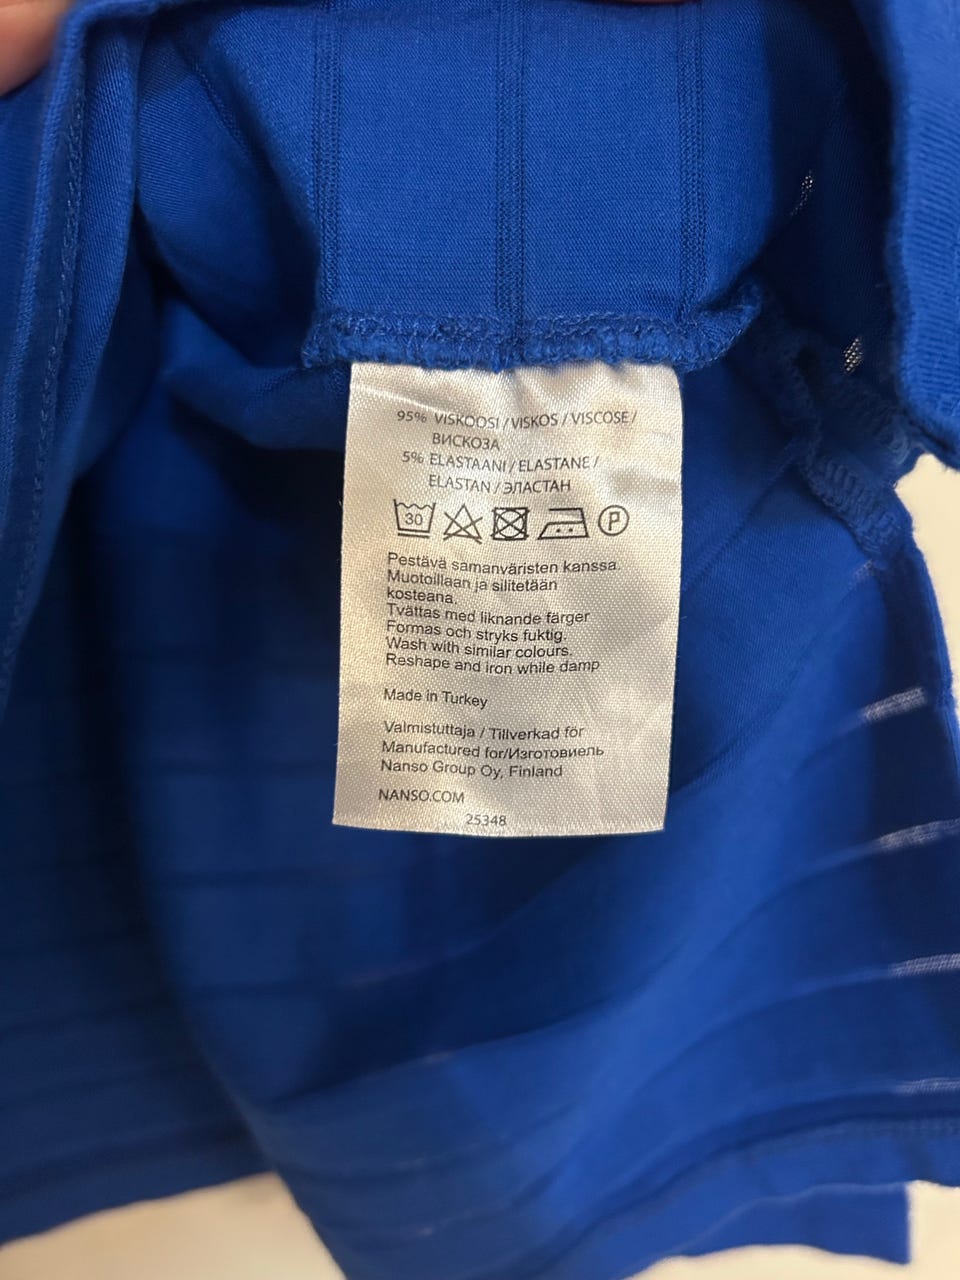 95% VISKOOSI / VISKOS / VISCOSE /
ВИСКОЗА
5% ELASTAANI / ELASTANE /
ELASTAN / ЭЛАСТАН
30 P
Pestävä samanväristen kanssa.
Muotoillaan ja silitetään
kosteana.
Tvättas med liknande färger
Formas och stryks fuktig.
Wash with similar colours.
Reshape and iron while damp
Made in Turkey
Valmistuttaja / Tillverkad för
Manufactured for/Изготовиель
Nanso Group Oy, Finland
NANSO.COM
25348